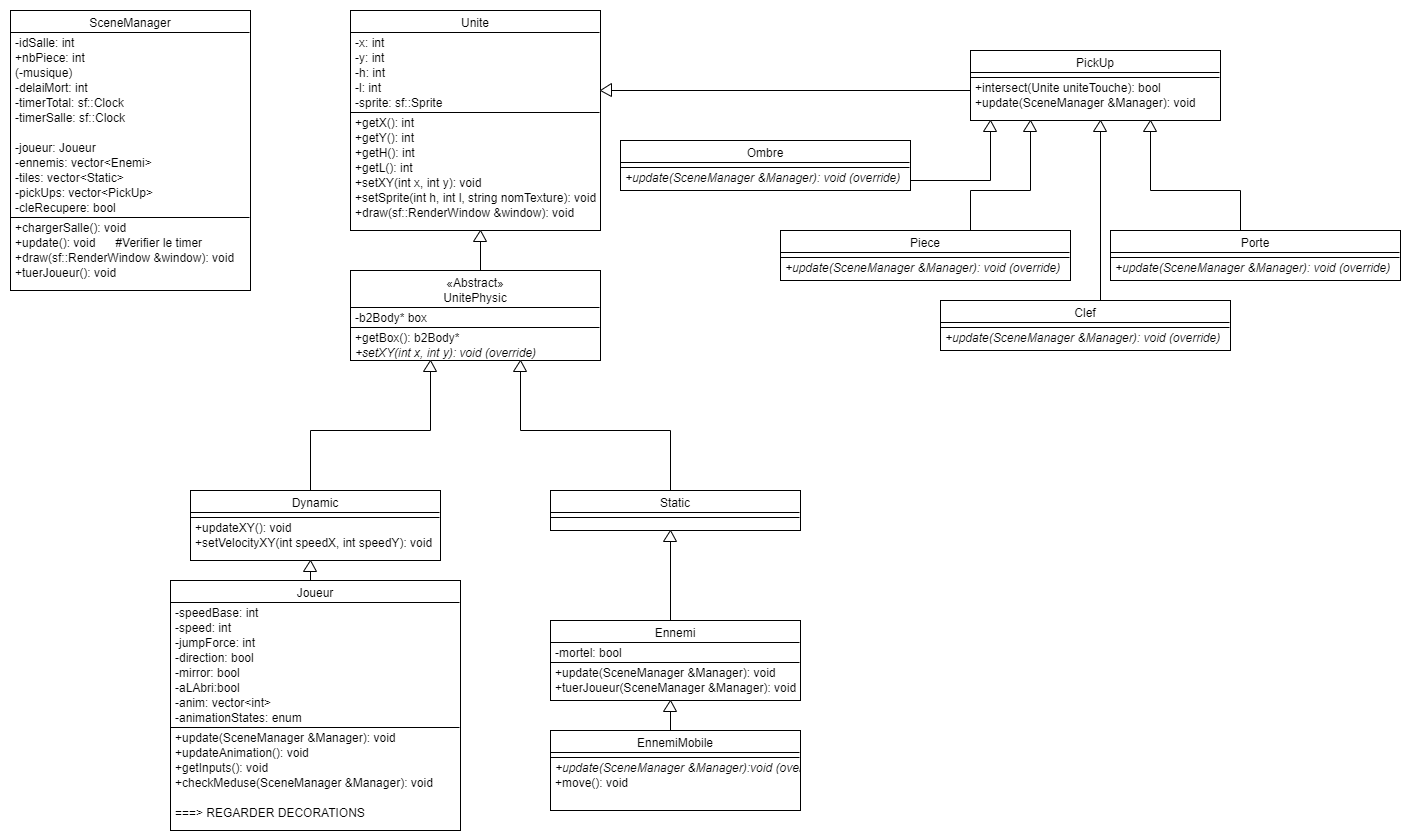 SceneManager
-idSalle: int
+nbPiece: int
(-musique)
-delaiMort: int
-timerTotal: sf::Clock
-timerSalle: sf::Clock
-joueur: Joueur
-ennemis: vector<Enemi>
-tiles: vector<Static>
-pickUps: vector<PickUp>
-cleRecupere: bool
+chargerSalle(): void
+update(): void #Verifier le timer
+draw(sf::RenderWindow &window): void
+tuerJoueur(): void
Unite
-x: int
-y: int
-h: int
-l: int
-sprite: sf::Sprite
+getX(): int
+getY(): int
+getH(): int
+getL(): int
+setXY(int x, int y): void
+setSprite(int h, int l, string nomTexture): void
+draw(sf::RenderWindow &window): void
PickUp
+intersect(Unite uniteTouche): bool
+update(SceneManager &Manager): void
Ombre
+update(SceneManager &Manager): void (override)
Piece
+update(SceneManager &Manager): void (override)
Porte
+update(SceneManager &Manager): void (override)
Clef
+update(SceneManager &Manager): void (override)
«Abstract»
UnitePhysic
-b2Body* box
+getBox(): b2Body*
+setXY(int x, int y): void (override)
Dynamic
+updateXY(): void
+setVelocityXY(int speedX, int speedY): void
Static
Joueur
-speedBase: int
-speed: int
-jumpForce: int
-direction: bool
-mirror: bool
-aLAbri:bool
-anim: vector<int>
-animationStates: enum
+update(SceneManager &Manager): void
+updateAnimation(): void
+getInputs(): void
+checkMeduse(SceneManager &Manager): void
===> REGARDER DECORATIONS
Ennemi
-mortel: bool
+update(SceneManager &Manager): void
+tuerJoueur(SceneManager &Manager): void
EnnemiMobile
+update(SceneManager &Manager):void (ove
+move(): void